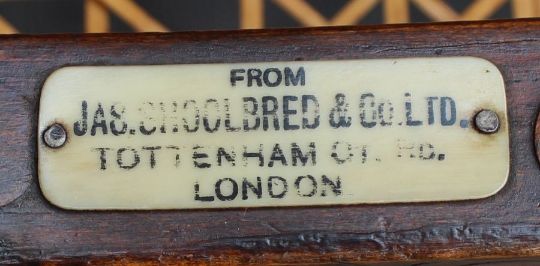 FROM
JAS. SHOOLBRED & CO. LTD.
TOTTENHAM CT. RD.
LONDON